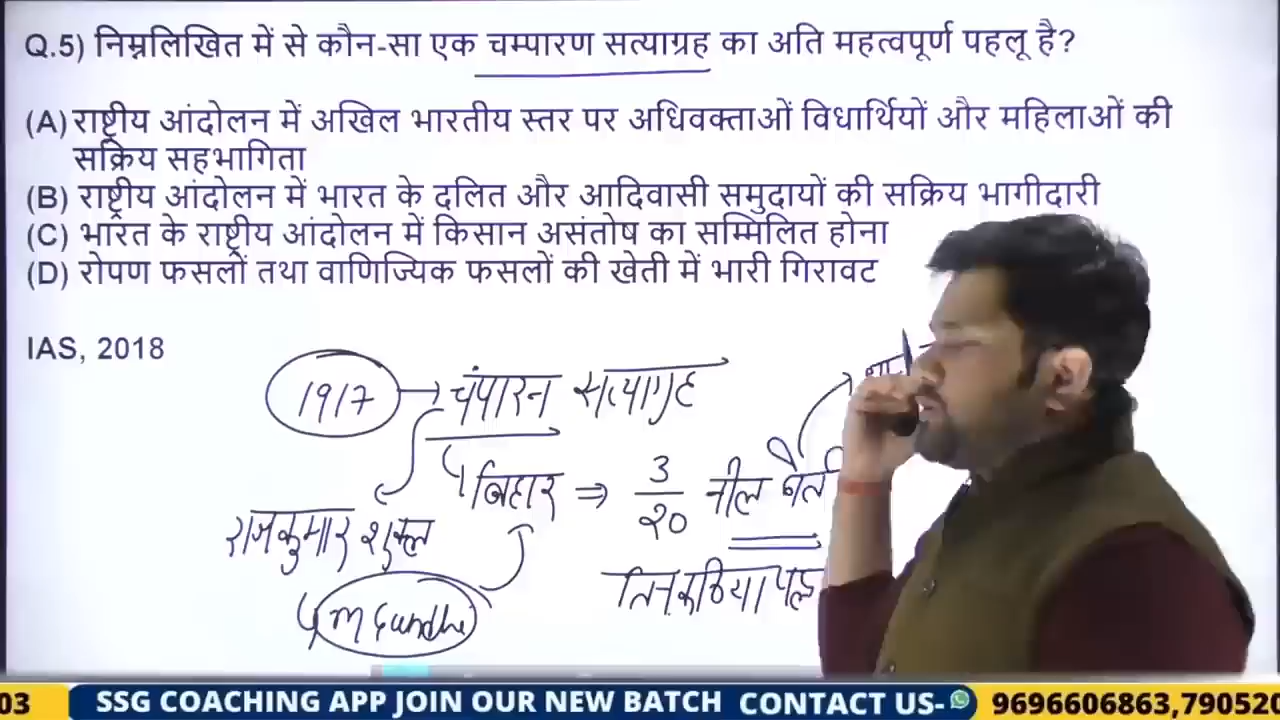 Q.5) निम्नलिखित में से कौन-सा एक चम्पारण सत्याग्रह का अति महत्वपूर्ण पहलू है?
(A) राष्ट्रीय आंदोलन में अखिल भारतीय स्तर पर अधिवक्ताओं विधार्थियों और महिलाओं की
सक्रिय सहभागिता
(B) राष्ट्रीय आंदोलन में भारत के दलित और आदिवासी समुदायों की सक्रिय भागीदारी
(C) भारत के राष्ट्रीय आंदोलन में किसान असंतोष का सम्मिलित होना
(D) रोपण फसलों तथा वाणिज्यिक फसलों की खेती में भारी गिरावट
IAS, 2018
1917 → चंपारन सत्याग्रह
बिहार ⇒ 3/20 नील
राजकुमार शुक्ल
तिनकठिया
M Gandhi
03 SSG COACHING APP JOIN OUR NEW BATCH CONTACT US- 9696606863,790520